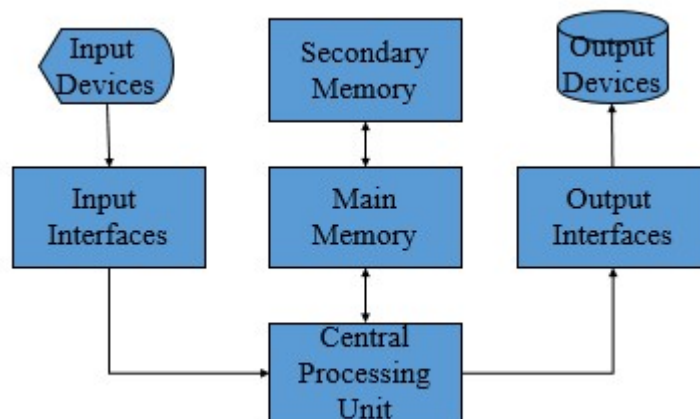 Input
Devices
Secondary
Memory
Output
Devices
Input
Interfaces
Main
Memory
Output
Interfaces
Central
Processing
Unit